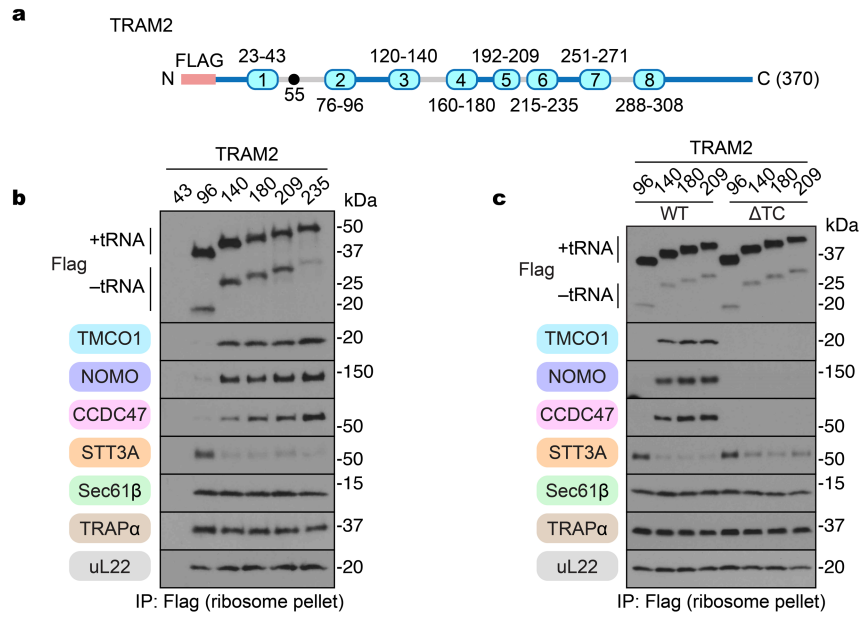 a
TRAM2
FLAG 23-43 120-140 192-209 251-271
N 1 2 3 4 5 6 7 8 C (370)
55 76-96 160-180 215-235 288-308
b
TRAM2
43 96 140 180 209 235
kDa
Flag
+tRNA
–tRNA
-50
-37
-25
-20
TMCO1 -20
NOMO -150
CCDC47 -50
STT3A -50
Sec61β -15
TRAPα -37
uL22 -20
IP: Flag (ribosome pellet)
c
TRAM2
96 140 180 209 96 140 180 209
WT ΔTC
kDa
Flag
+tRNA
–tRNA
-37
-25
-20
TMCO1 -20
NOMO -150
CCDC47 -50
STT3A -50
Sec61β -15
TRAPα -37
uL22 -20
IP: Flag (ribosome pellet)